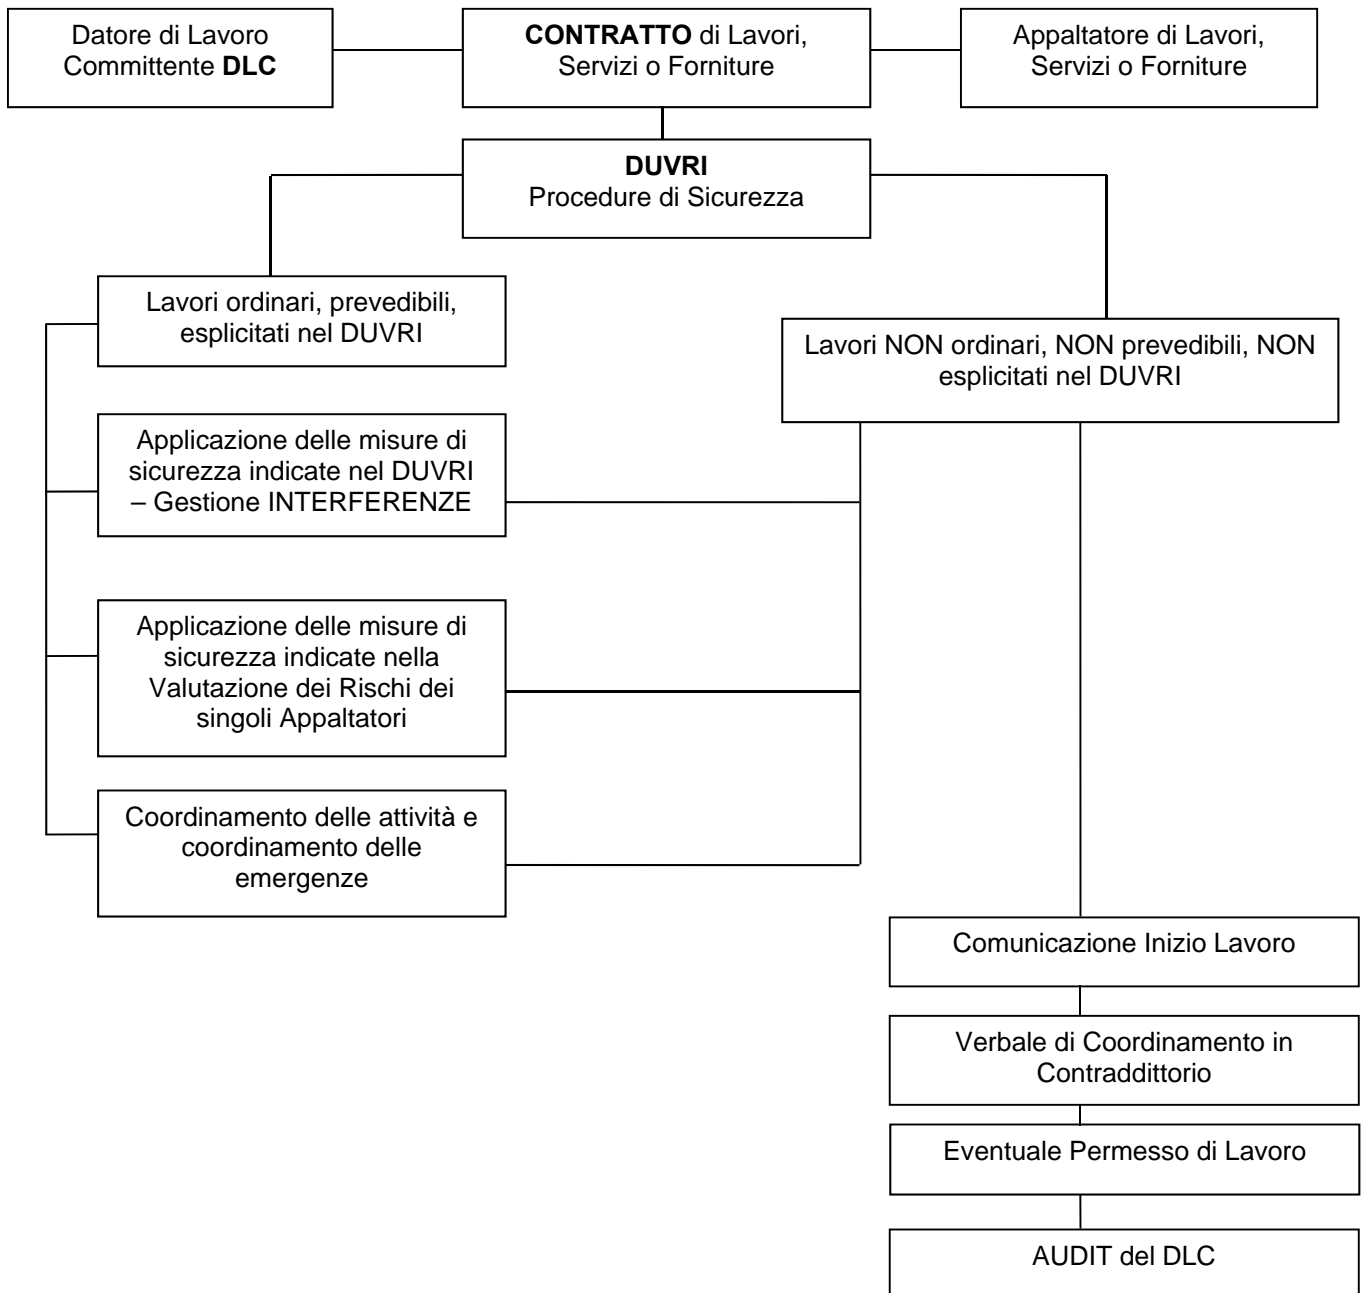 Datore di Lavoro
Committente DLC
CONTRATTO di Lavori,
Servizi o Forniture
Appaltatore di Lavori,
Servizi o Forniture
DUVRI
Procedure di Sicurezza
Lavori ordinari, prevedibili,
esplicitati nel DUVRI
Lavori NON ordinari, NON prevedibili, NON
esplicitati nel DUVRI
Applicazione delle misure di
sicurezza indicate nel DUVRI
– Gestione INTERFERENZE
Applicazione delle misure di
sicurezza indicate nella
Valutazione dei Rischi dei
singoli Appaltatori
Coordinamento delle attività e
coordinamento delle
emergenze
Comunicazione Inizio Lavoro
Verbale di Coordinamento in
Contraddittorio
Eventuale Permesso di Lavoro
AUDIT del DLC